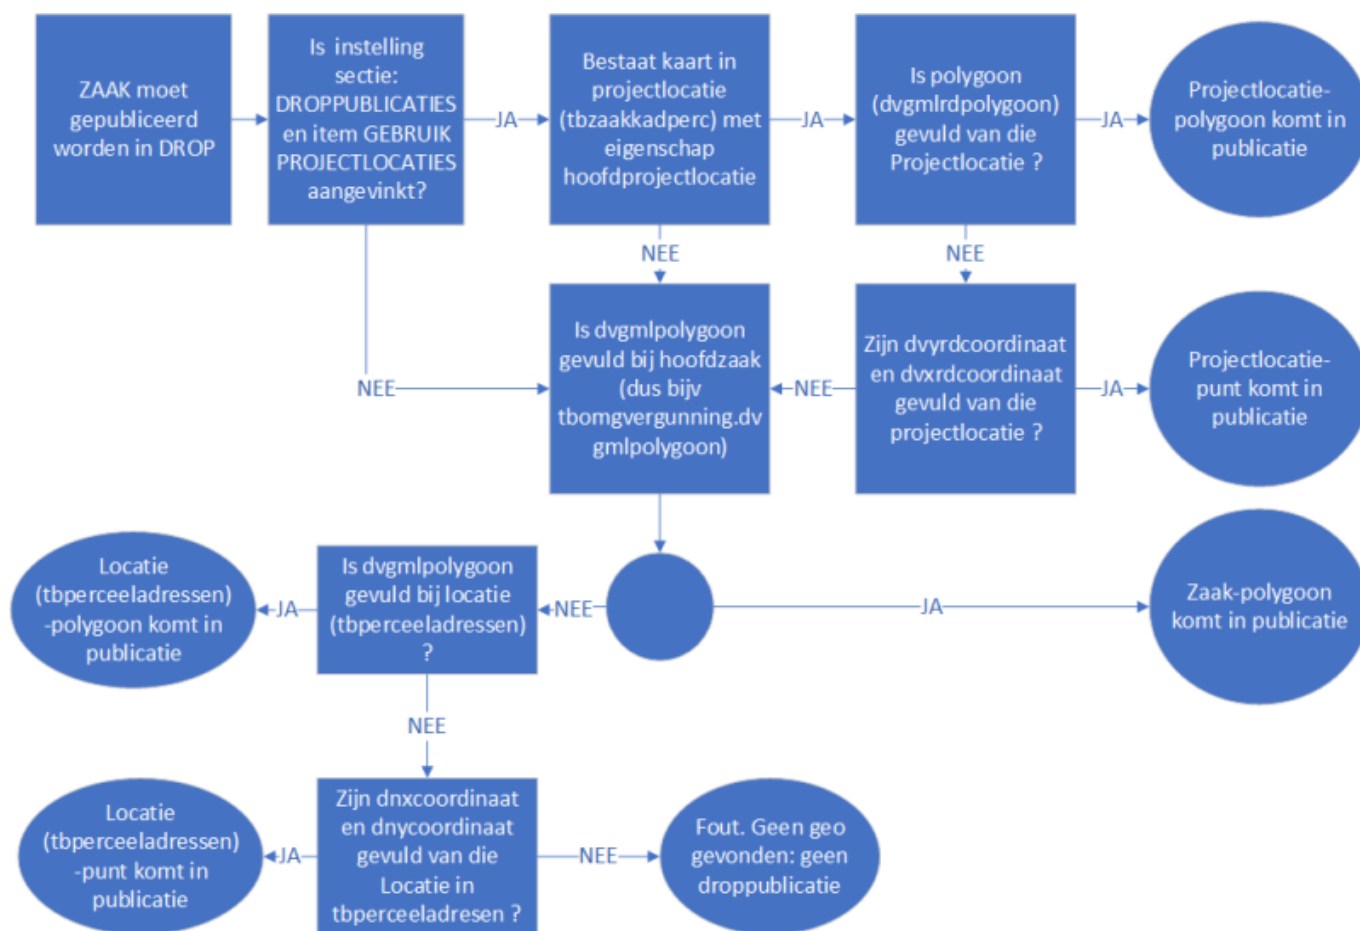 ZAAK moet
gepubliceerd
worden in DROP
Is instelling
sectie:
DROPPUBLICATIES
en item GEBRUIK
PROJECTLOCATIES
aangevinkt?
JA
Bestaat kaart in
projectlocatie
(tbzaakkadperc) met
eigenschap
hoofdprojectlocatie
JA
Is polygoon
(dvgmlrdpolygoon)
gevuld van die
Projectlocatie ?
JA
Projectlocatie-
polygoon komt in
publicatie
NEE
NEE
NEE
Is dvgmlpolygoon
gevuld bij hoofdzaak
(dus bijv
tbomgvergunning.dv
gmlpolygoon)
NEE
Zijn dvyrdcoordinaat
en dvxrdcoordinaat
gevuld van die
projectlocatie ?
JA
Projectlocatie-
punt komt in
publicatie
Locatie
(tbperceeladressen)
-polygoon komt in
publicatie
JA
Is dvgmlpolygoon
gevuld bij locatie
(tbperceeladressen)
?
NEE
JA
Zaak-polygoon
komt in publicatie
NEE
Locatie
(tbperceeladressen)
-punt komt in
publicatie
JA
Zijn dnxcoordinaat
en dnycoordinaat
gevuld van die
Locatie in
tbperceeladresen ?
NEE
Fout. Geen geo
gevonden: geen
droppublicatie